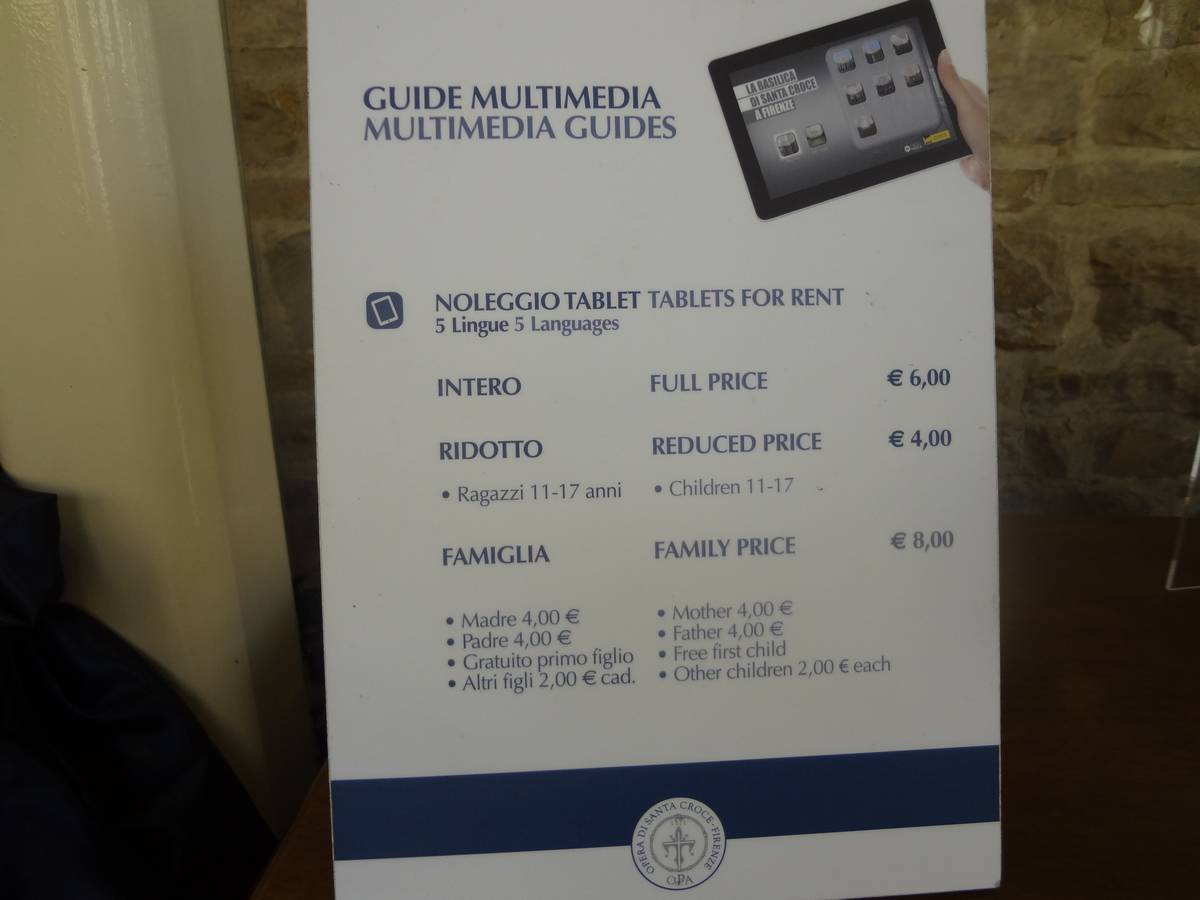 GUIDE MULTIMEDIA
MULTIMEDIA GUIDES
LA BASILICA
DI SANTA CROCE
A FIRENZE
NOLEGGIO TABLET TABLETS FOR RENT
5 Lingue 5 Languages
INTERO FULL PRICE € 6,00
RIDOTTO REDUCED PRICE € 4,00
• Ragazzi 11-17 anni • Children 11-17
FAMIGLIA FAMILY PRICE € 8,00
• Madre 4,00 € • Mother 4,00 €
• Padre 4,00 € • Father 4,00 €
• Gratuito primo figlio • Free first child
• Altri figli 2,00 € cad. • Other children 2,00 € each
OPERA DI SANTA CROCE · FIRENZE
OPA